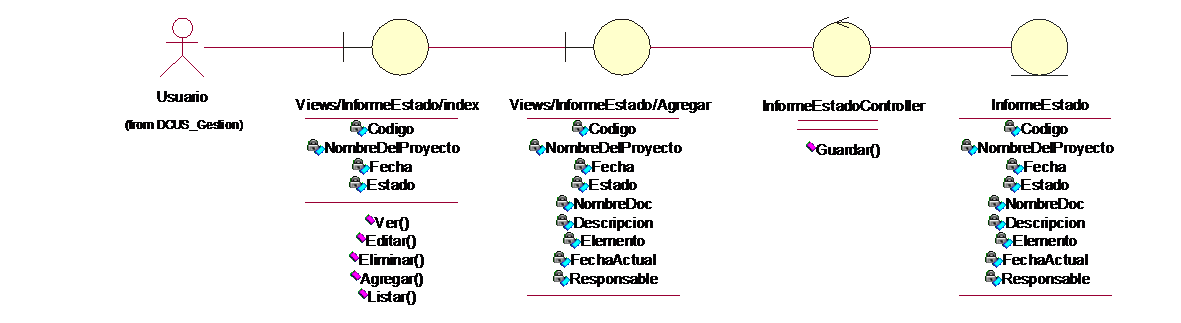 Usuario
(from DCUS_Gestion)
Views/InformeEstado/index
Codigo
NombreDelProyecto
Fecha
Estado
Ver()
Editar()
Eliminar()
Agregar()
Listar()
Views/InformeEstado/Agregar
Codigo
NombreDelProyecto
Fecha
Estado
NombreDoc
Descripcion
Elemento
FechaActual
Responsable
InformeEstadoController
Guardar()
InformeEstado
Codigo
NombreDelProyecto
Fecha
Estado
NombreDoc
Descripcion
Elemento
FechaActual
Responsable